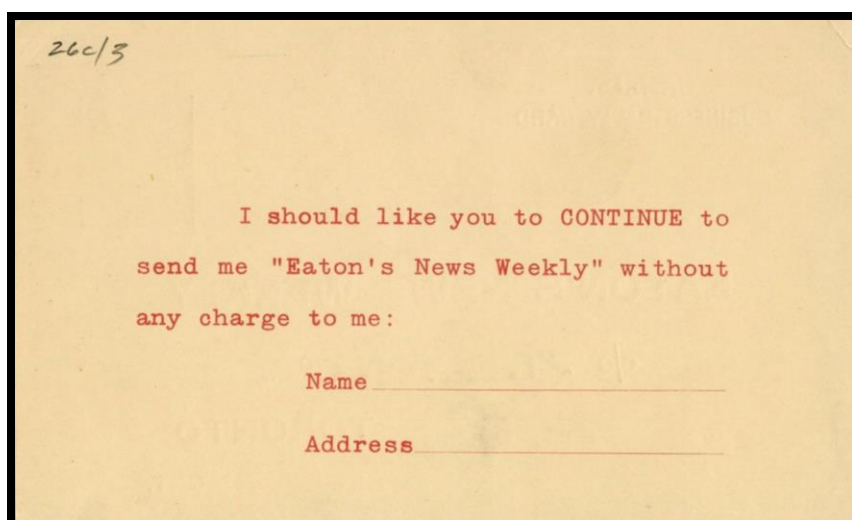 26c/3
I should like you to CONTINUE to
send me "Eaton's News Weekly" without
any charge to me:
Name
Address